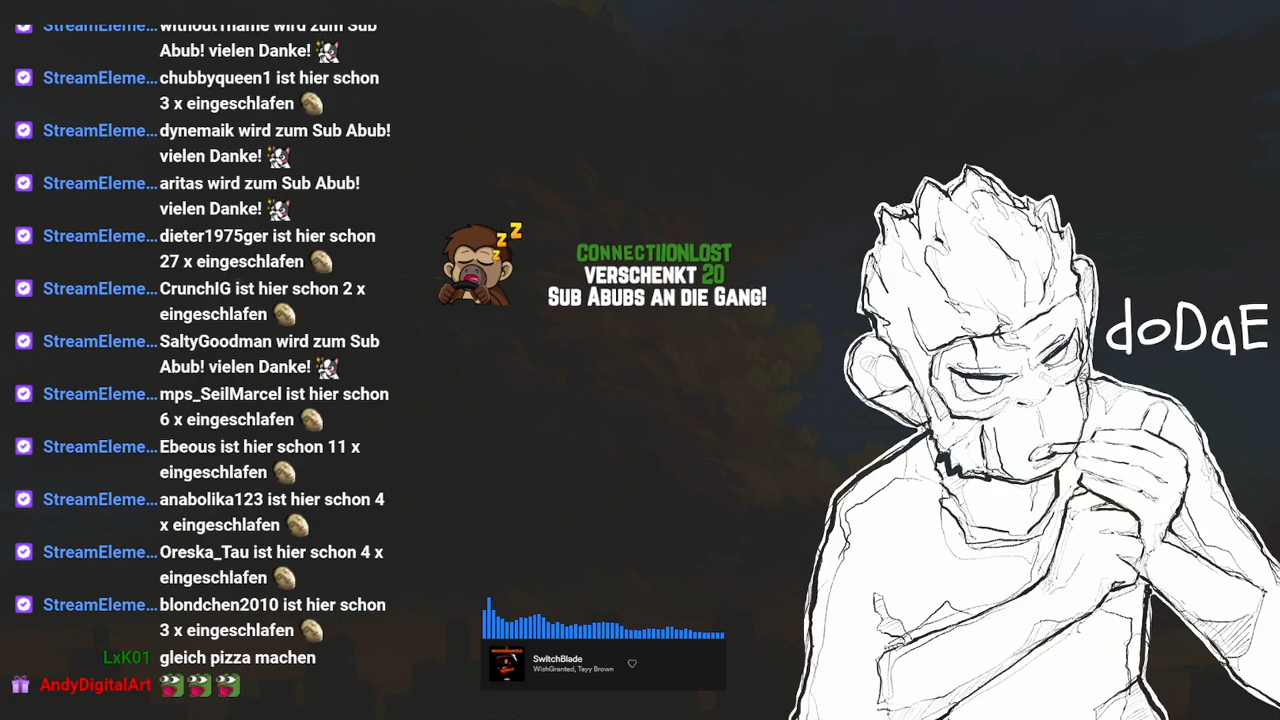 StreamEleme... withoutThame wird zum Sub
Abub! vielen Danke!
StreamEleme... chubbyqueen1 ist hier schon
3 x eingeschlafen
StreamEleme... dynemaik wird zum Sub Abub!
vielen Danke!
StreamEleme... aritas wird zum Sub Abub!
vielen Danke!
StreamEleme... dieter1975ger ist hier schon
27 x eingeschlafen
StreamEleme... CrunchIG ist hier schon 2 x
eingeschlafen
StreamEleme... SaltyGoodman wird zum Sub
Abub! vielen Danke!
StreamEleme... mps_SeilMarcel ist hier schon
6 x eingeschlafen
StreamEleme... Ebeous ist hier schon 11 x
eingeschlafen
StreamEleme... anabolika123 ist hier schon 4
x eingeschlafen
StreamEleme... Oreska_Tau ist hier schon 4 x
eingeschlafen
StreamEleme... blondchen2010 ist hier schon
3 x eingeschlafen
LxK01 gleich pizza machen
AndyDigitalArt
z z z
CONNECTIIONLOST
VERSCHENKT 20
SUB ABUBS AN DIE GANG!
WISHGRANTED
SwitchBlade
WishGranted, Tayy Brown
doDaE